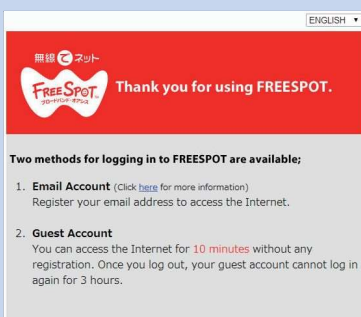 ENGLISH
無線でネット
FREESPOT
ブロードバンド・オアシス
Thank you for using FREESPOT.
Two methods for logging in to FREESPOT are available;
1. Email Account (Click here for more information)
Register your email address to access the Internet.
2. Guest Account
You can access the Internet for 10 minutes without any
registration. Once you log out, your guest account cannot log in
again for 3 hours.